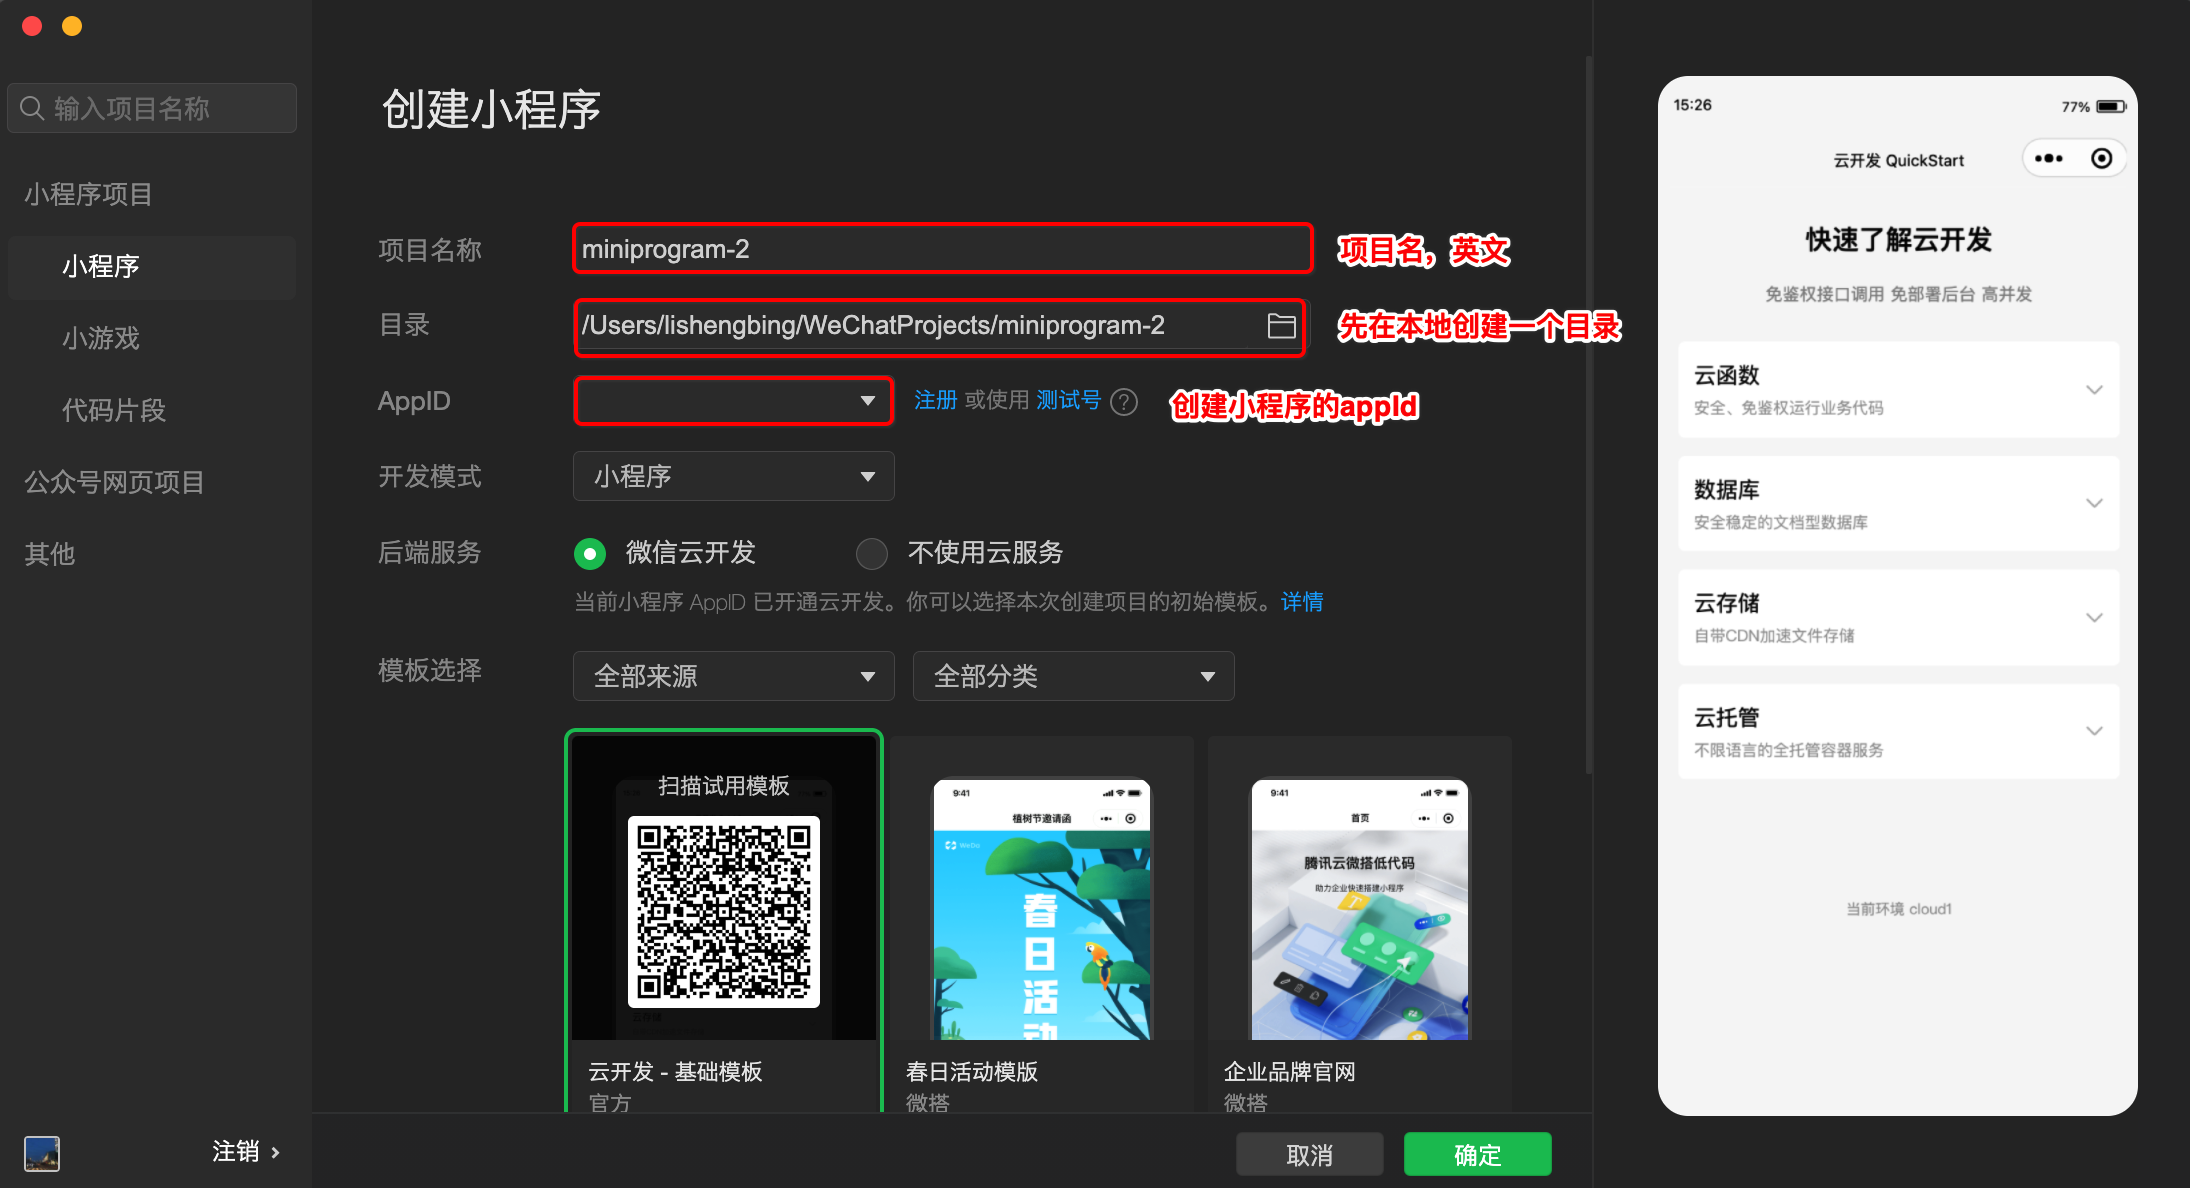 输入项目名称
小程序项目
小程序
小游戏
代码片段
公众号网页项目
其他
注销 ›
创建小程序
项目名称
miniprogram-2
项目名，英文
目录
/Users/lishengbing/WeChatProjects/miniprogram-2
先在本地创建一个目录
AppID
注册 或使用 测试号 ?
创建小程序的appId
开发模式
小程序
后端服务
微信云开发
不使用云服务
当前小程序 AppID 已开通云开发。你可以选择本次创建项目的初始模板。详情
模板选择
全部来源
全部分类
扫描试用模板
云开发 - 基础模板
官方
9:41
植树节邀请函
WeDa
春日活动
春日活动模版
微搭
9:41
首页
腾讯云微搭低代码
助力企业快速搭建小程序
企业品牌官网
微搭
取消
确定
15:26
77%
云开发 QuickStart
快速了解云开发
免鉴权接口调用 免部署后台 高并发
云函数
安全、免鉴权运行业务代码
数据库
安全稳定的文档型数据库
云存储
自带CDN加速文件存储
云托管
不限语言的全托管容器服务
当前环境 cloud1